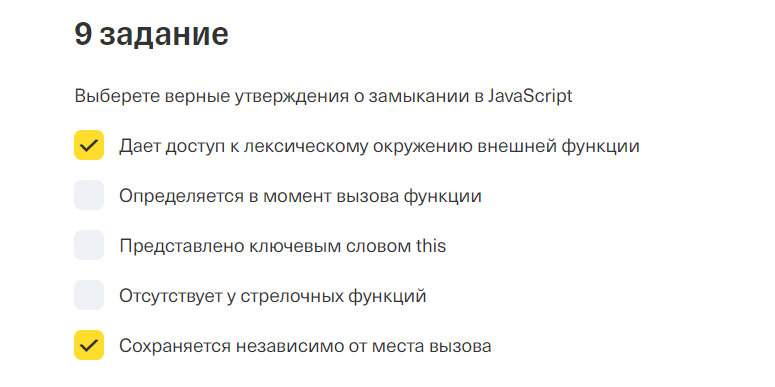 9 задание
Выберете верные утверждения о замыкании в JavaScript
Дает доступ к лексическому окружению внешней функции
Определяется в момент вызова функции
Представлено ключевым словом this
Отсутствует у стрелочных функций
Сохраняется независимо от места вызова